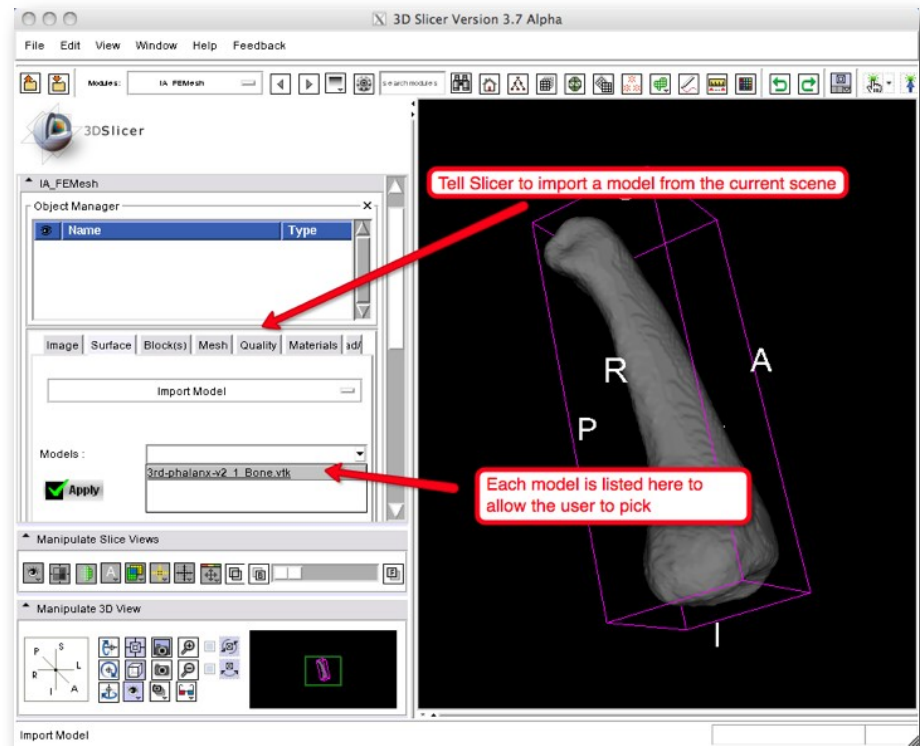 3D Slicer Version 3.7 Alpha
File Edit View Window Help Feedback
Modules: IA_FEMesh search modules
3DSlicer
IA_FEMesh
Tell Slicer to import a model from the current scene
Object Manager
Name Type
Image Surface Block(s) Mesh Quality Materials ad/
Import Model
R
A
P
Models :
3rd-phalanx-v2_1_Bone.vtk
Apply
Each model is listed here to
allow the user to pick
Manipulate Slice Views
Manipulate 3D View
P S
R L
I A
I
Import Model